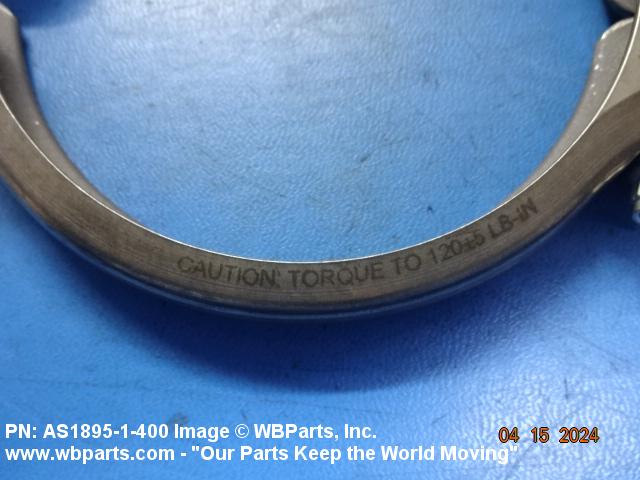 CAUTION: TORQUE TO 120±5 LB-IN
PN: AS1895-1-400 Image © WBParts, Inc.
04 15 2024
www.wbparts.com - "Our Parts Keep the World Moving"